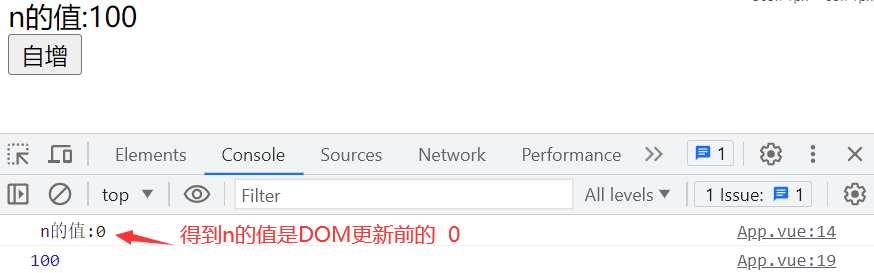 n的值:100
自增
Elements Console Sources Network Performance 1
top Filter All levels 1 Issue: 1
n的值:0 得到n的值是DOM更新前的 0 App.vue:14
100 App.vue:19